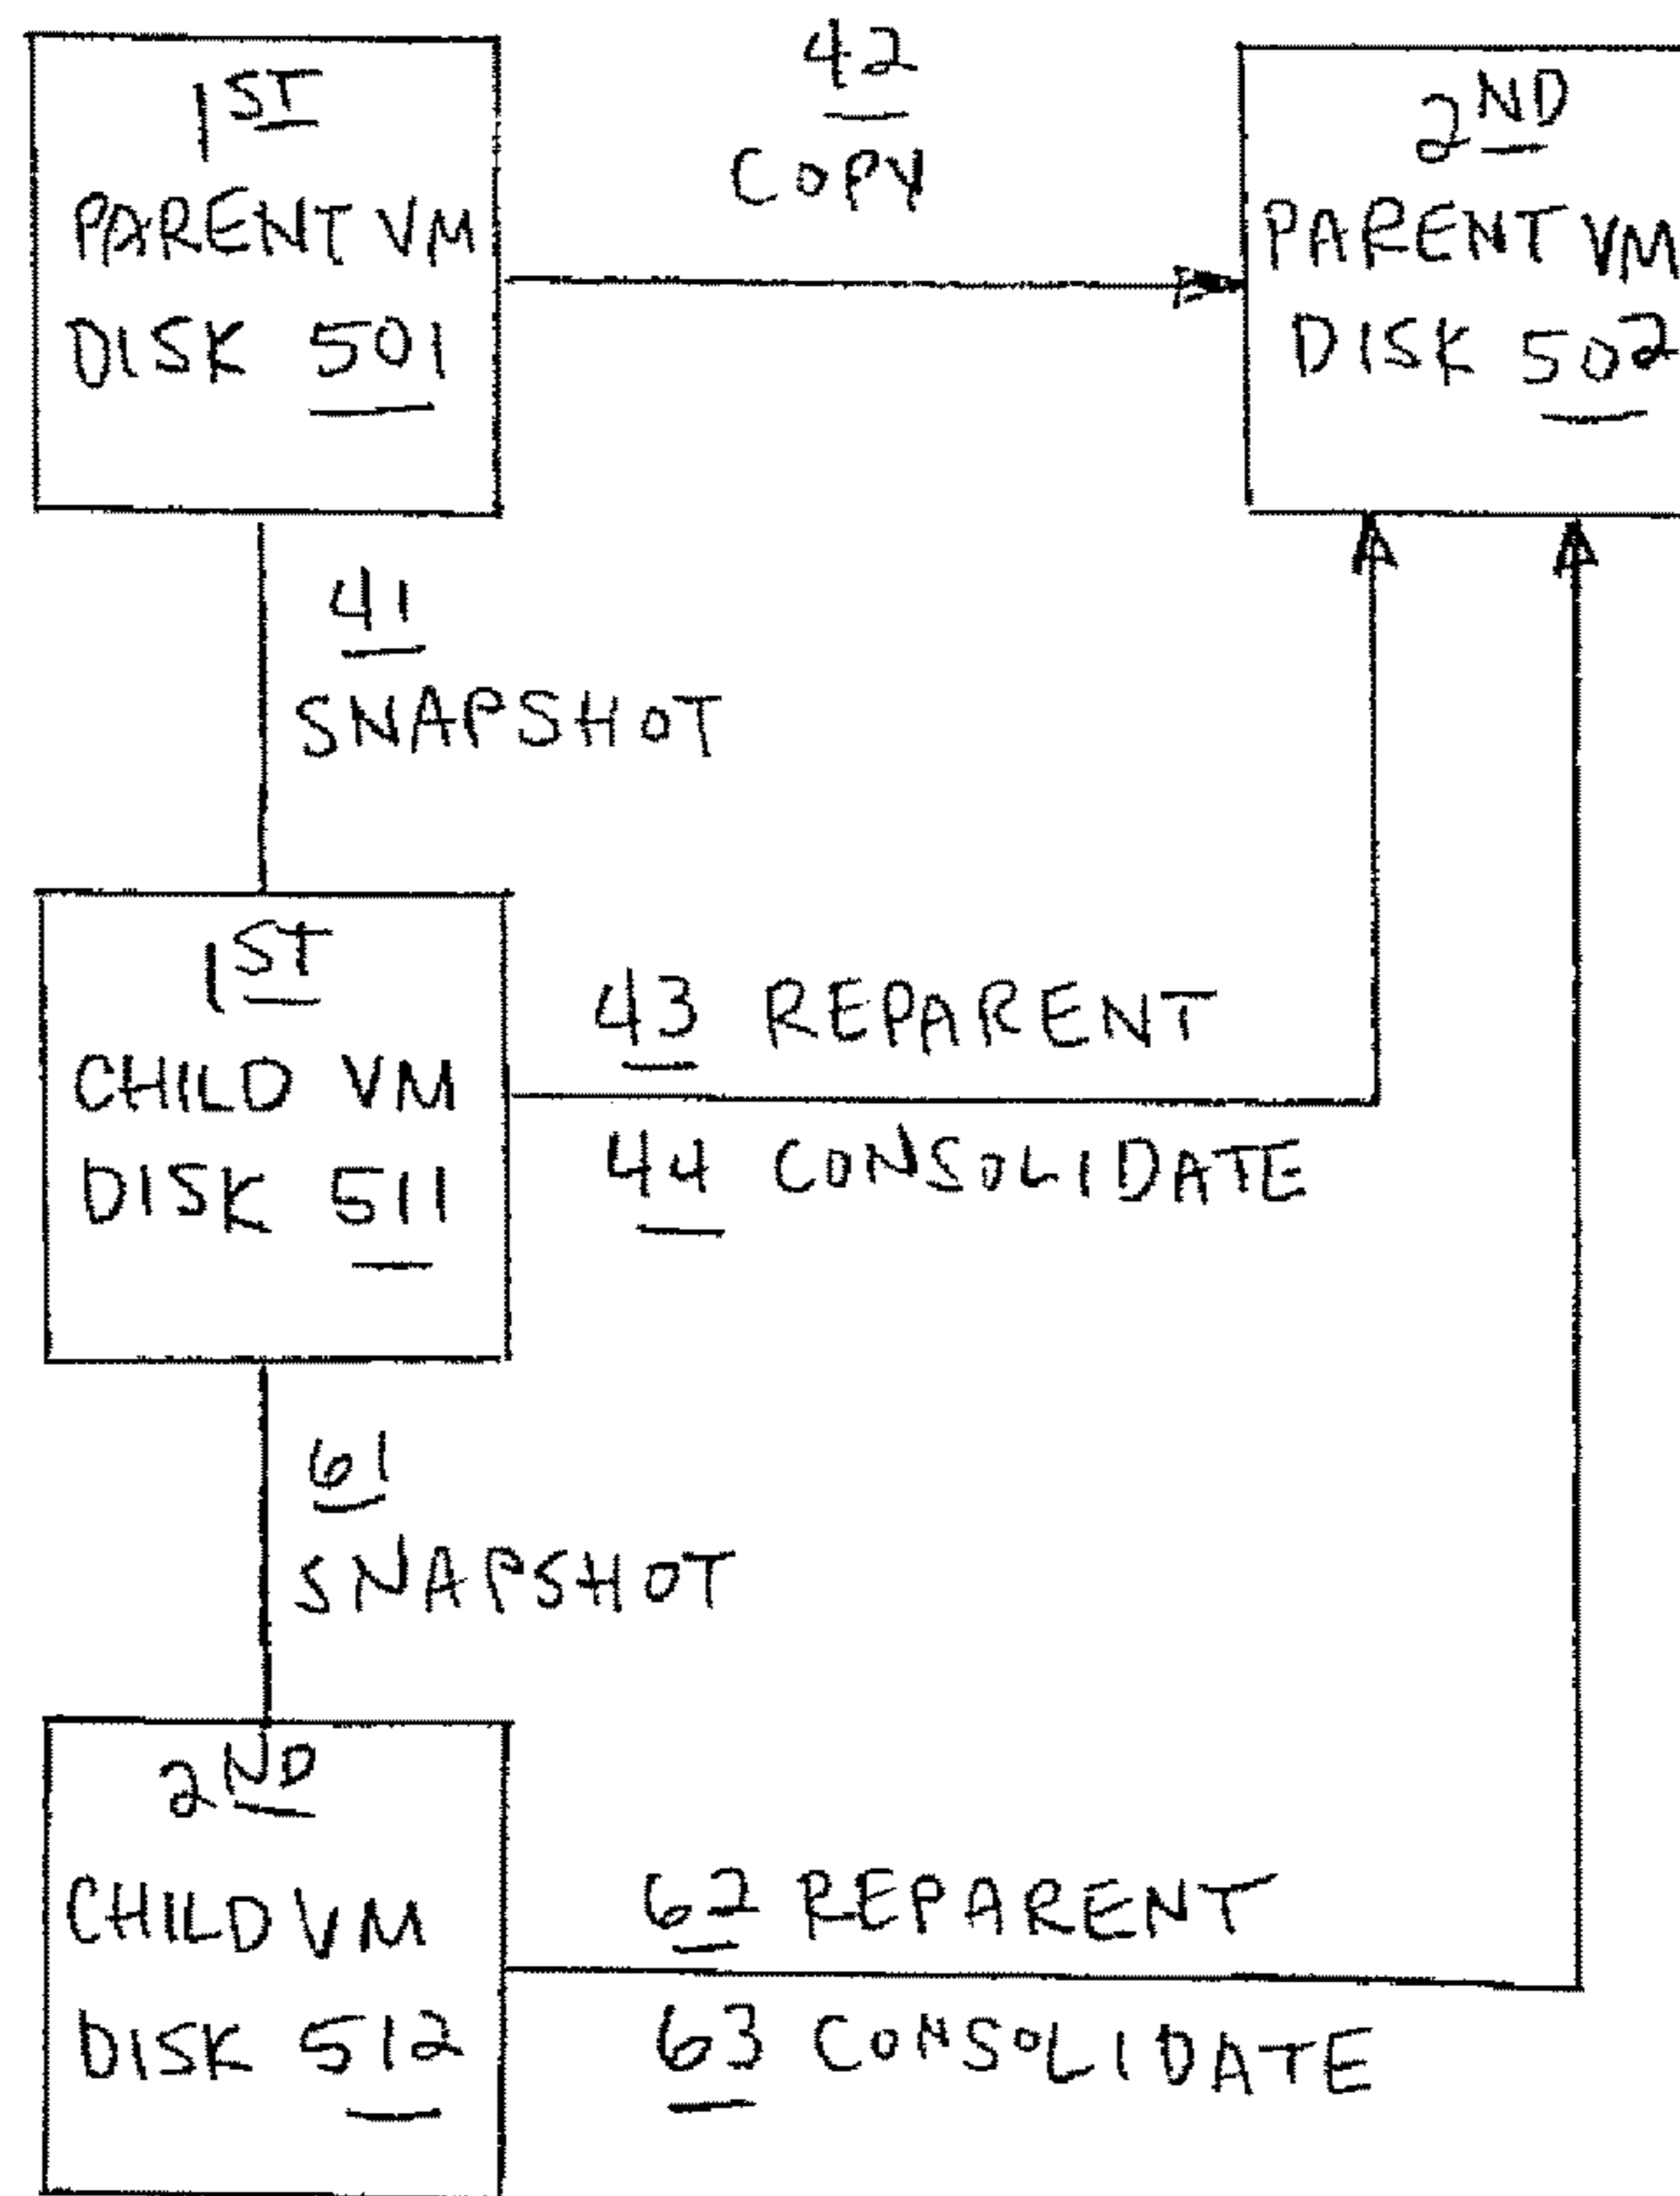 1ST
PARENT VM
DISK 501
42
COPY
2ND
PARENT VM
DISK 502
41
SNAPSHOT
1ST
CHILD VM
DISK 511
43 REPARENT
44 CONSOLIDATE
61
SNAPSHOT
2ND
CHILD VM
DISK 512
62 REPARENT
63 CONSOLIDATE